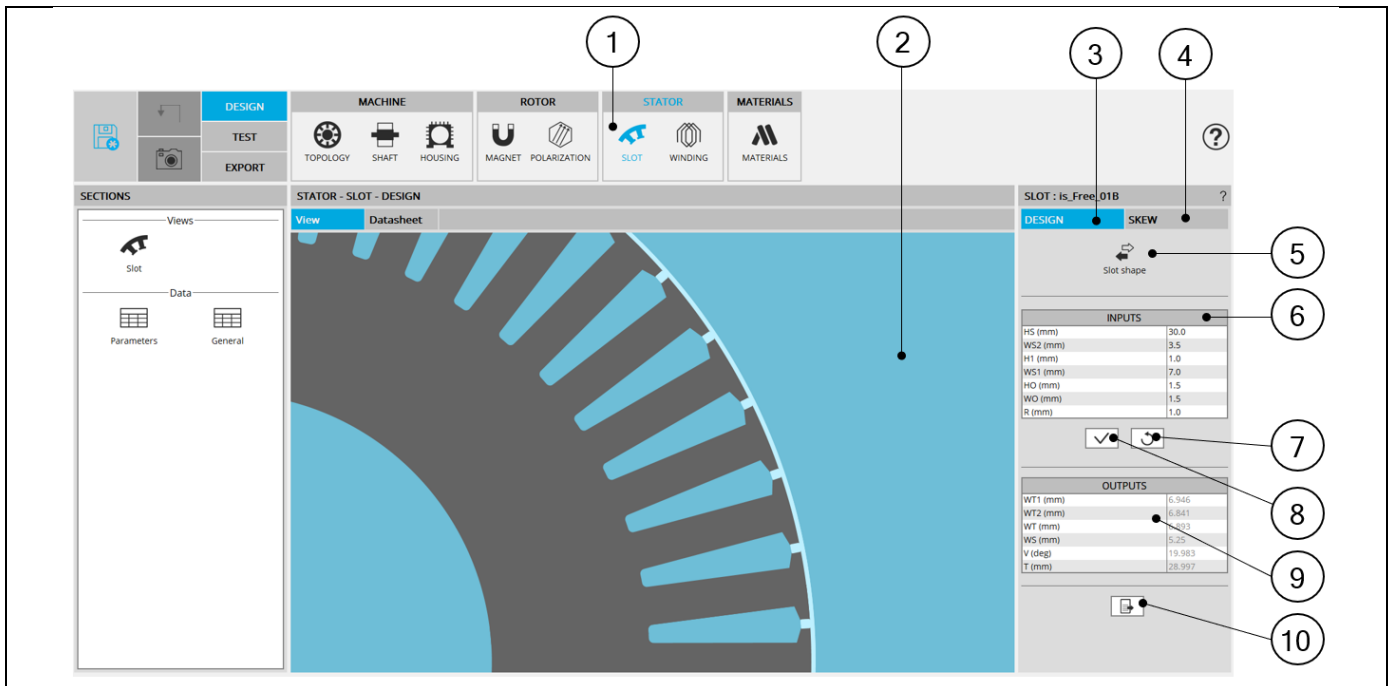 1
2
3
4
DESIGN
TEST
EXPORT
MACHINE
TOPOLOGY SHAFT HOUSING
ROTOR
MAGNET POLARIZATION
STATOR
SLOT WINDING
MATERIALS
MATERIALS
?
SECTIONS
Views
Slot
Data
Parameters General
STATOR - SLOT - DESIGN
View Datasheet
SLOT : is_Free_01B ?
DESIGN SKEW
Slot shape
5
INPUTS
6
HS (mm) 30.0
WS2 (mm) 3.5
H1 (mm) 1.0
WS1 (mm) 7.0
HO (mm) 1.5
WO (mm) 1.5
R (mm) 1.0
7
8
OUTPUTS
WT1 (mm) 6.946
WT2 (mm) 6.841
WT (mm) 6.893
WS (mm) 5.25
V (deg) 19.983
T (mm) 28.997
9
10